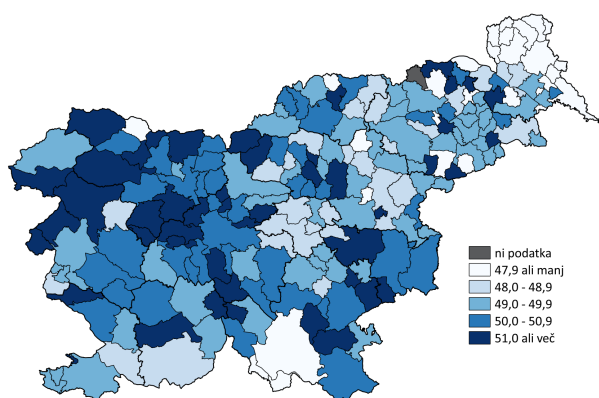 ni podatka
47,9 ali manj
48,0 - 48,9
49,0 - 49,9
50,0 - 50,9
51,0 ali več